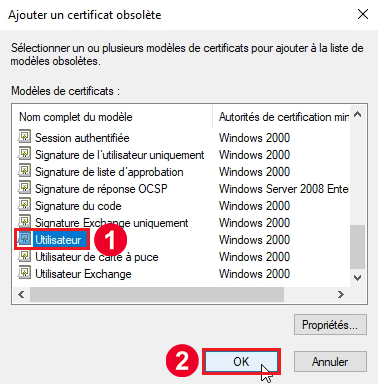 Ajouter un certificat obsolète
Sélectionner un ou plusieurs modèles de certificats pour ajouter à la liste de
modèles obsolètes.
Modèles de certificats :
Nom complet du modèle Autorités de certification min
Session authentifiée Windows 2000
Signature de l'utilisateur uniquement Windows 2000
Signature de liste d'approbation Windows 2000
Signature de réponse OCSP Windows Server 2008 Ente
Signature du code Windows 2000
Signature Exchange uniquement Windows 2000
Utilisateur 1 Windows 2000
Utilisateur de carte à puce Windows 2000
Utilisateur Exchange Windows 2000
Propriétés...
2 OK Annuler